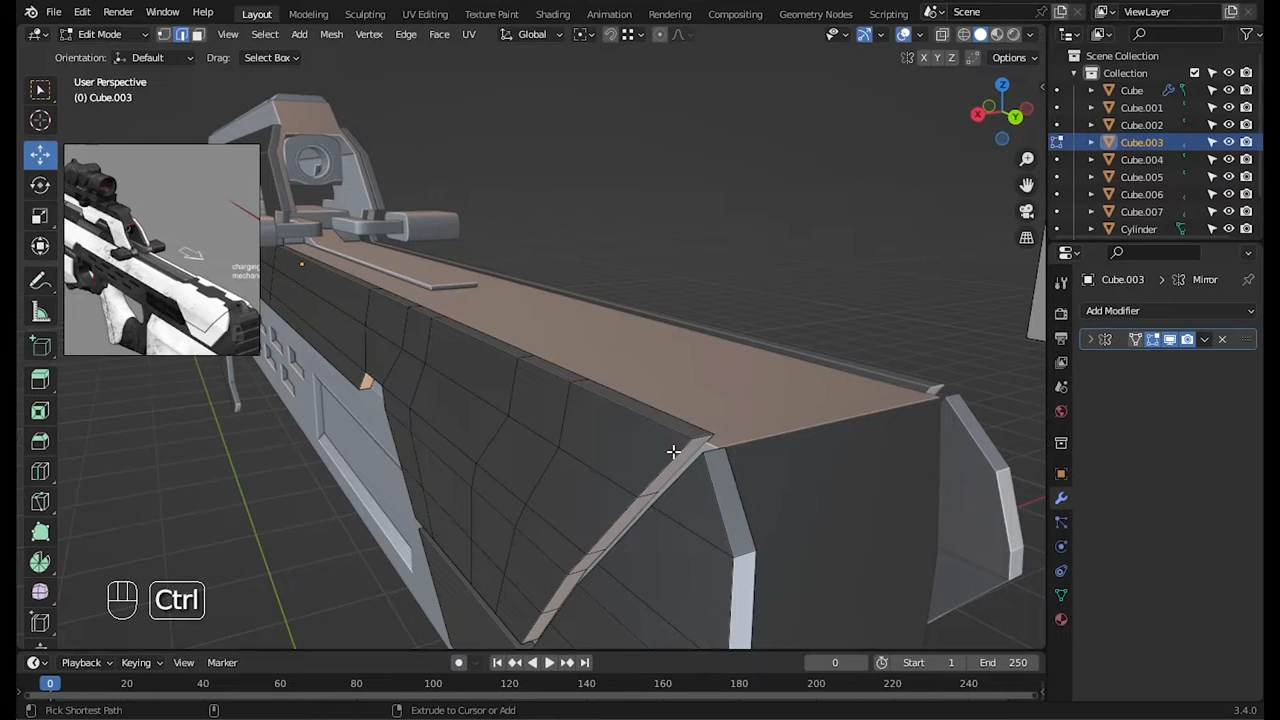 File Edit Render Window Help Layout Modeling Sculpting UV Editing Texture Paint Shading Animation Rendering Compositing Geometry Nodes Scripting Scene ViewLayer
Edit Mode View Select Add Mesh Vertex Edge Face UV Global
Orientation: Default Drag: Select Box X Y Z Options
User Perspective
(0) Cube.003
Z
X Y
charging
mechani
Scene Collection
Collection
Cube
Cube.001
Cube.002
Cube.003
Cube.004
Cube.005
Cube.006
Cube.007
Cylinder
Cube.003 Mirror
Add Modifier
Ctrl
Playback Keying View Marker 0 Start 1 End 250
0 20 40 60 80 100 120 140 160 180 200 220 240
Pick Shortest Path Extrude to Cursor or Add 3.4.0